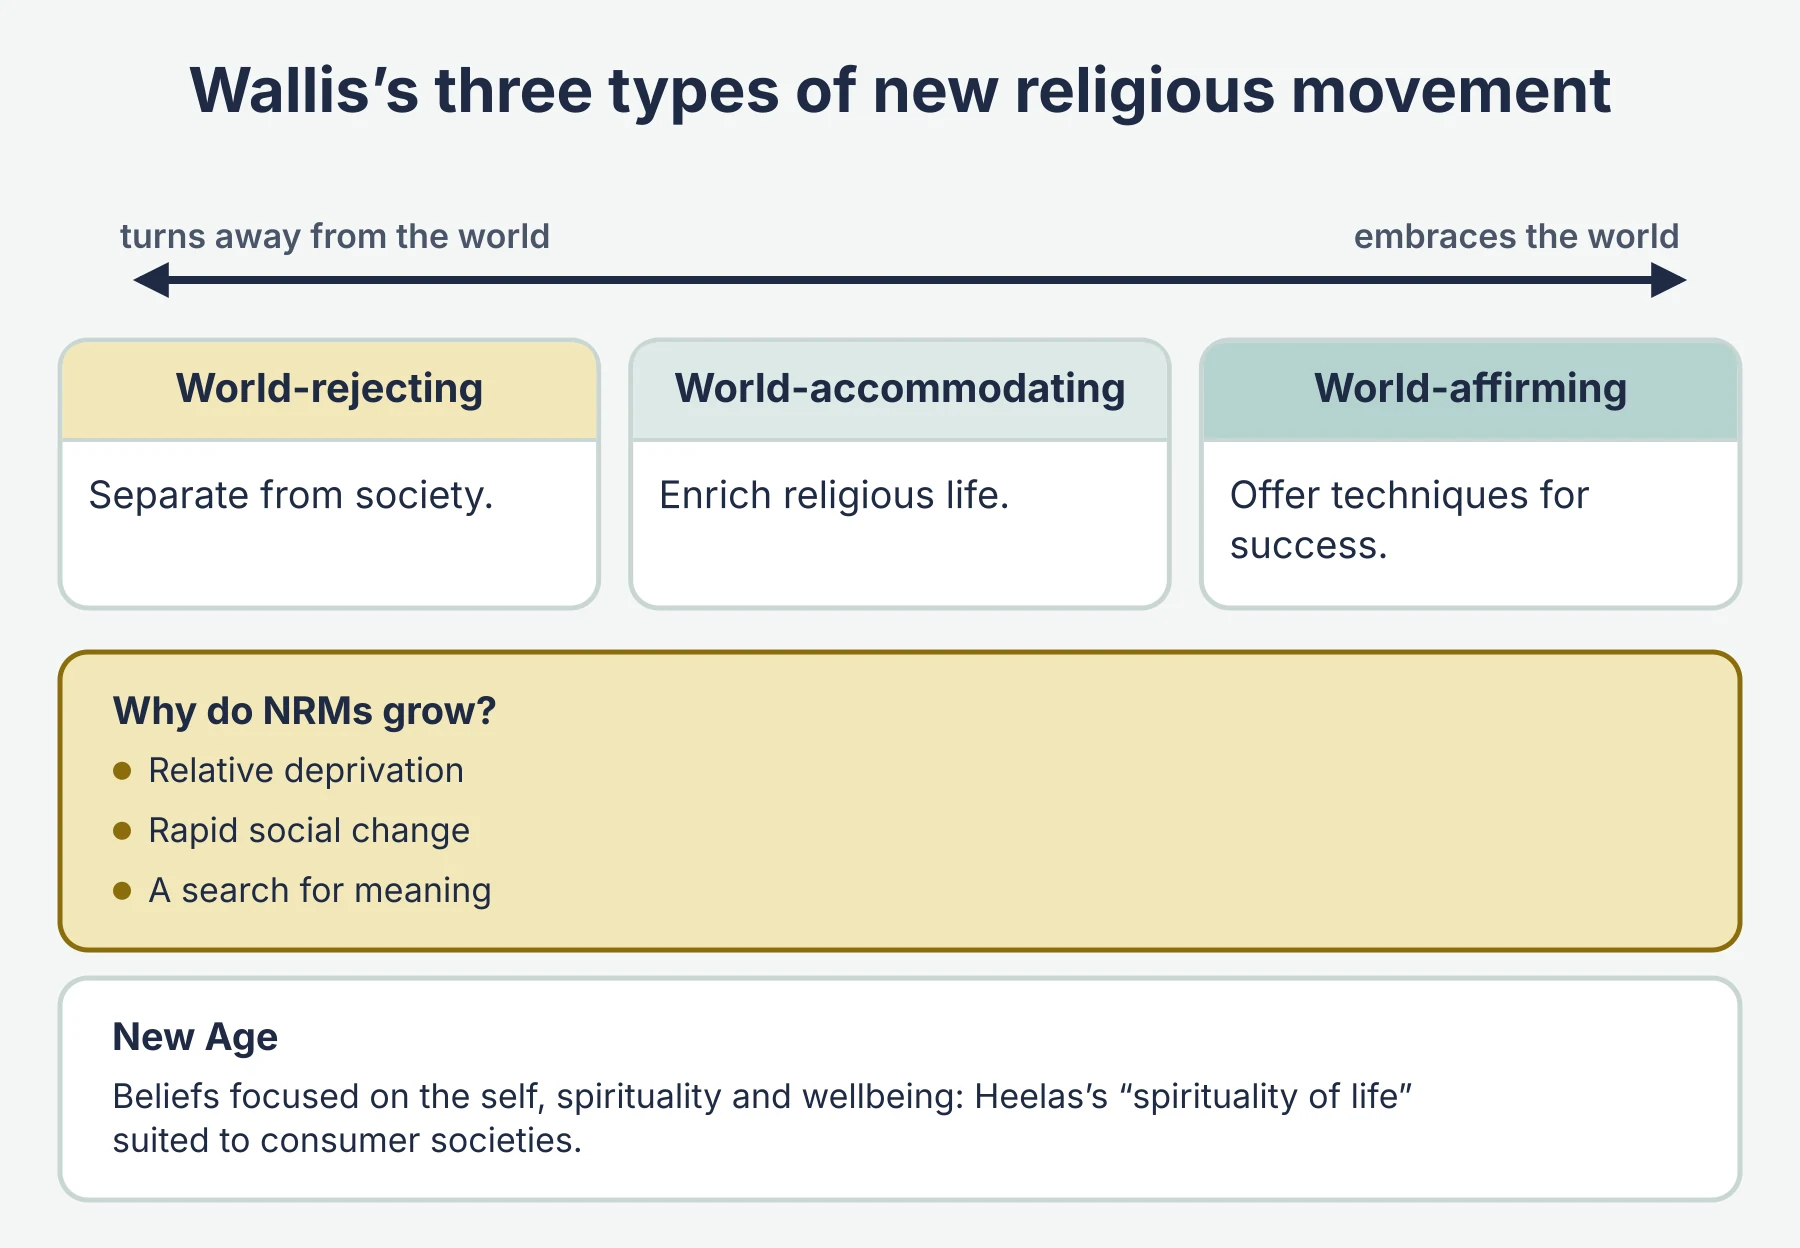 Wallis’s three types of new religious movement
turns away from the world
embraces the world
World-rejecting
Separate from society.
World-accommodating
Enrich religious life.
World-affirming
Offer techniques for
success.
Why do NRMs grow?
Relative deprivation
Rapid social change
A search for meaning
New Age
Beliefs focused on the self, spirituality and wellbeing: Heelas’s “spirituality of life”
suited to consumer societies.